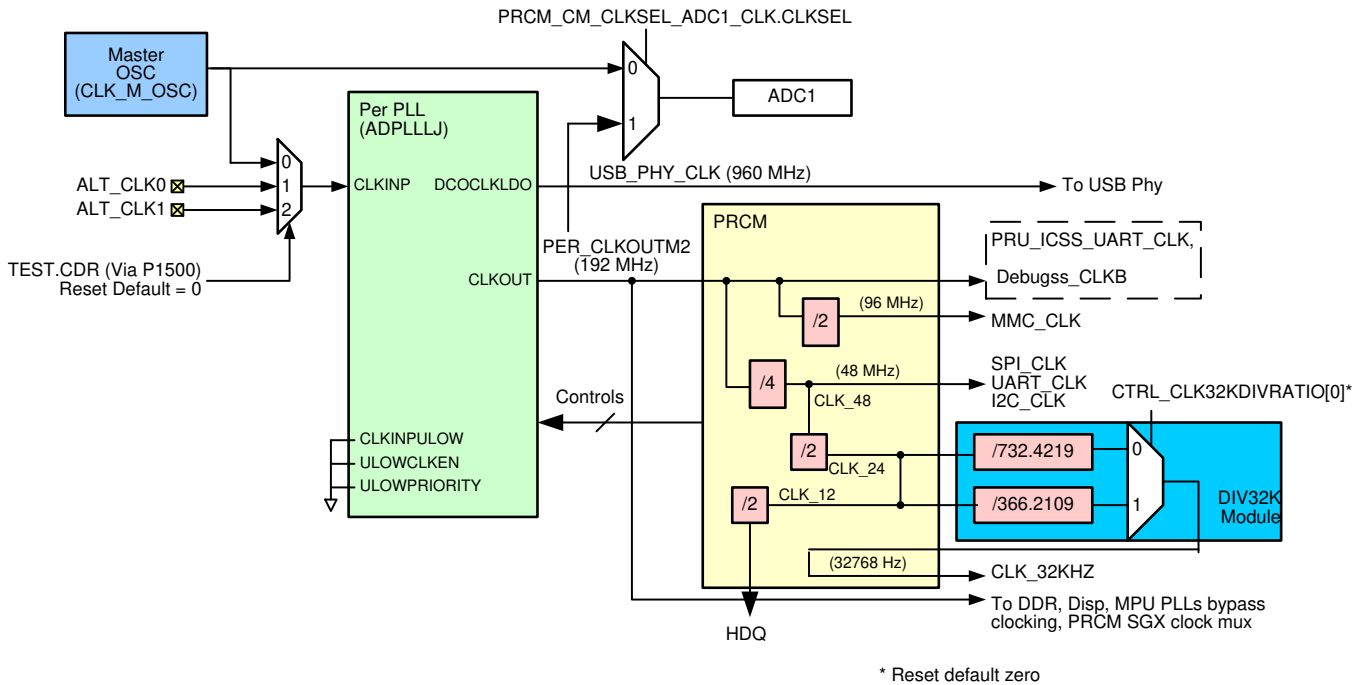 PRCM_CM_CLKSEL_ADC1_CLK.CLKSEL
Master
OSC
(CLK_M_OSC)
0
1
ADC1
Per PLL
(ADPLLLJ)
0
1
2
ALT_CLK0
ALT_CLK1
CLKINP
DCOCLKLDO
USB_PHY_CLK (960 MHz)
To USB Phy
TEST.CDR (Via P1500)
Reset Default = 0
PER_CLKOUTM2
(192 MHz)
CLKOUT
PRCM
PRU_ICSS_UART_CLK,
Debugss_CLKB
/2
(96 MHz)
MMC_CLK
/4
(48 MHz)
CLK_48
SPI_CLK
UART_CLK
I2C_CLK
CTRL_CLK32KDIVRATIO[0]*
Controls
CLKINPULOW
ULOWCLKEN
ULOWPRIORITY
/2
CLK_24
/732.4219
0
/2
CLK_12
/366.2109
1
DIV32K
Module
(32768 Hz)
CLK_32KHZ
To DDR, Disp, MPU PLLs bypass
clocking, PRCM SGX clock mux
HDQ
* Reset default zero